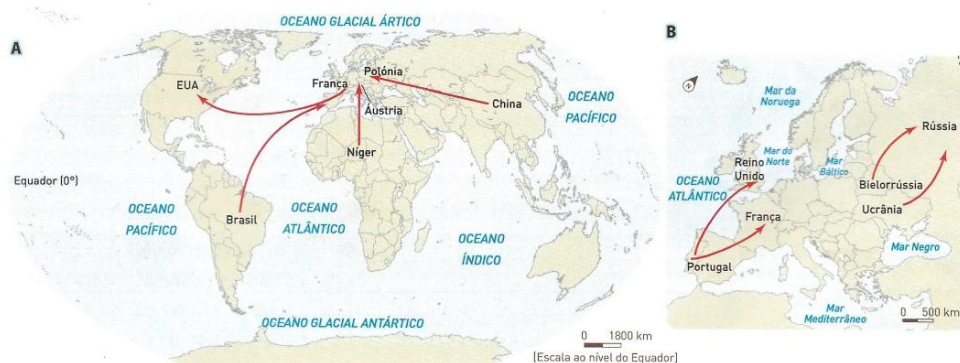 A
OCEANO GLACIAL ÁRTICO
EUA
França
Polónia
Áustria
China
OCEANO
PACÍFICO
Níger
Equador (0°)
OCEANO
PACÍFICO
Brasil
OCEANO
ATLÂNTICO
OCEANO
ÍNDICO
OCEANO GLACIAL ANTÁRTICO
0 1800 km
(Escala ao nível do Equador)
B
N
Mar da
Noruega
Rússia
Mar do
Norte
Reino
Unido
Mar
Báltico
OCEANO
ATLÂNTICO
Bielorrússia
Ucrânia
França
Mar Negro
Portugal
Mar
Mediterrâneo
0 500 km